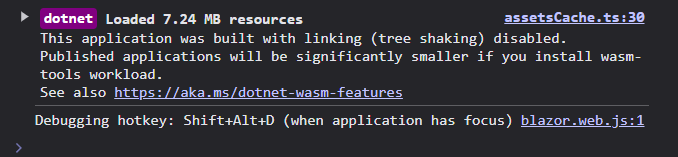 dotnet Loaded 7.24 MB resources assetsCache.ts:30
This application was built with linking (tree shaking) disabled.
Published applications will be significantly smaller if you install wasm-
tools workload.
See also https://aka.ms/dotnet-wasm-features
Debugging hotkey: Shift+Alt+D (when application has focus) blazor.web.js:1